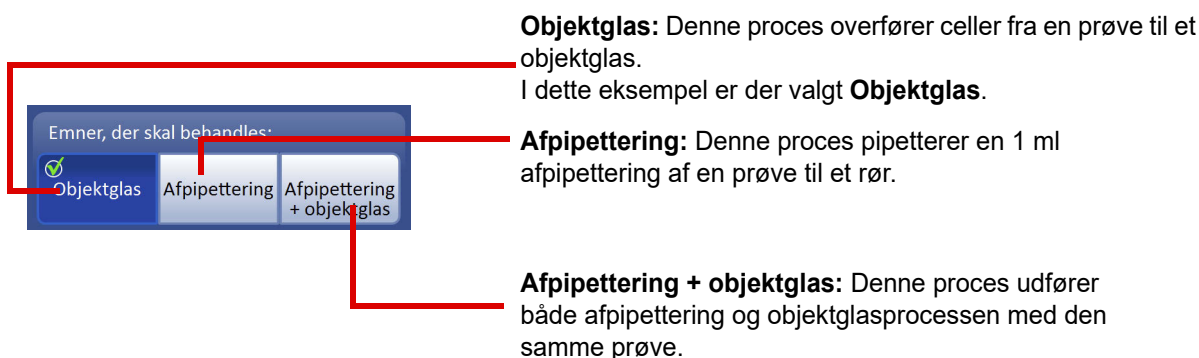 Objektglas: Denne proces overfører celler fra en prøve til et
objektglas.
I dette eksempel er der valgt Objektglas.
Emner, der skal behandles:
Objektglas
Afpipettering
Afpipettering
+ objektglas
Afpipettering: Denne proces pipetterer en 1 ml
afpipettering af en prøve til et rør.
Afpipettering + objektglas: Denne proces udfører
både afpipettering og objektglasprocessen med den
samme prøve.